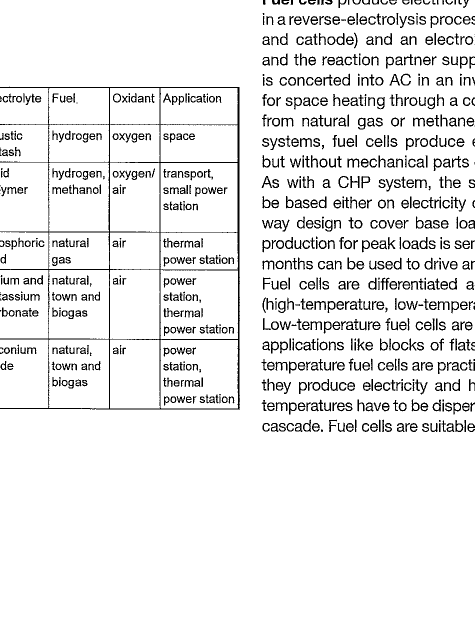 ctrolyte Fuel. Oxidant Application
ustic hydrogen oxygen space
tash
id hydrogen, oxygen/ transport,
ymer methanol air small power
station
osphoric natural air thermal
d gas power station
ium and natural, air power
tassium town and station,
rbonate biogas thermal
power station
conium natural, air power
de town and station,
biogas thermal
power station
Fuel cells produce electricity
in a reverse-electrolysis proces
and cathode) and an electro
and the reaction partner supp
is concerted into AC in an inv
for space heating through a co
from natural gas or methane
systems, fuel cells produce e
but without mechanical parts
As with a CHP system, the s
be based either on electricity o
way design to cover base loa
production for peak loads is ser
months can be used to drive an
Fuel cells are differentiated a
(high-temperature, low-tempera
Low-temperature fuel cells are
applications like blocks of flats
temperature fuel cells are practi
they produce electricity and h
temperatures have to be disper
cascade. Fuel cells are suitable